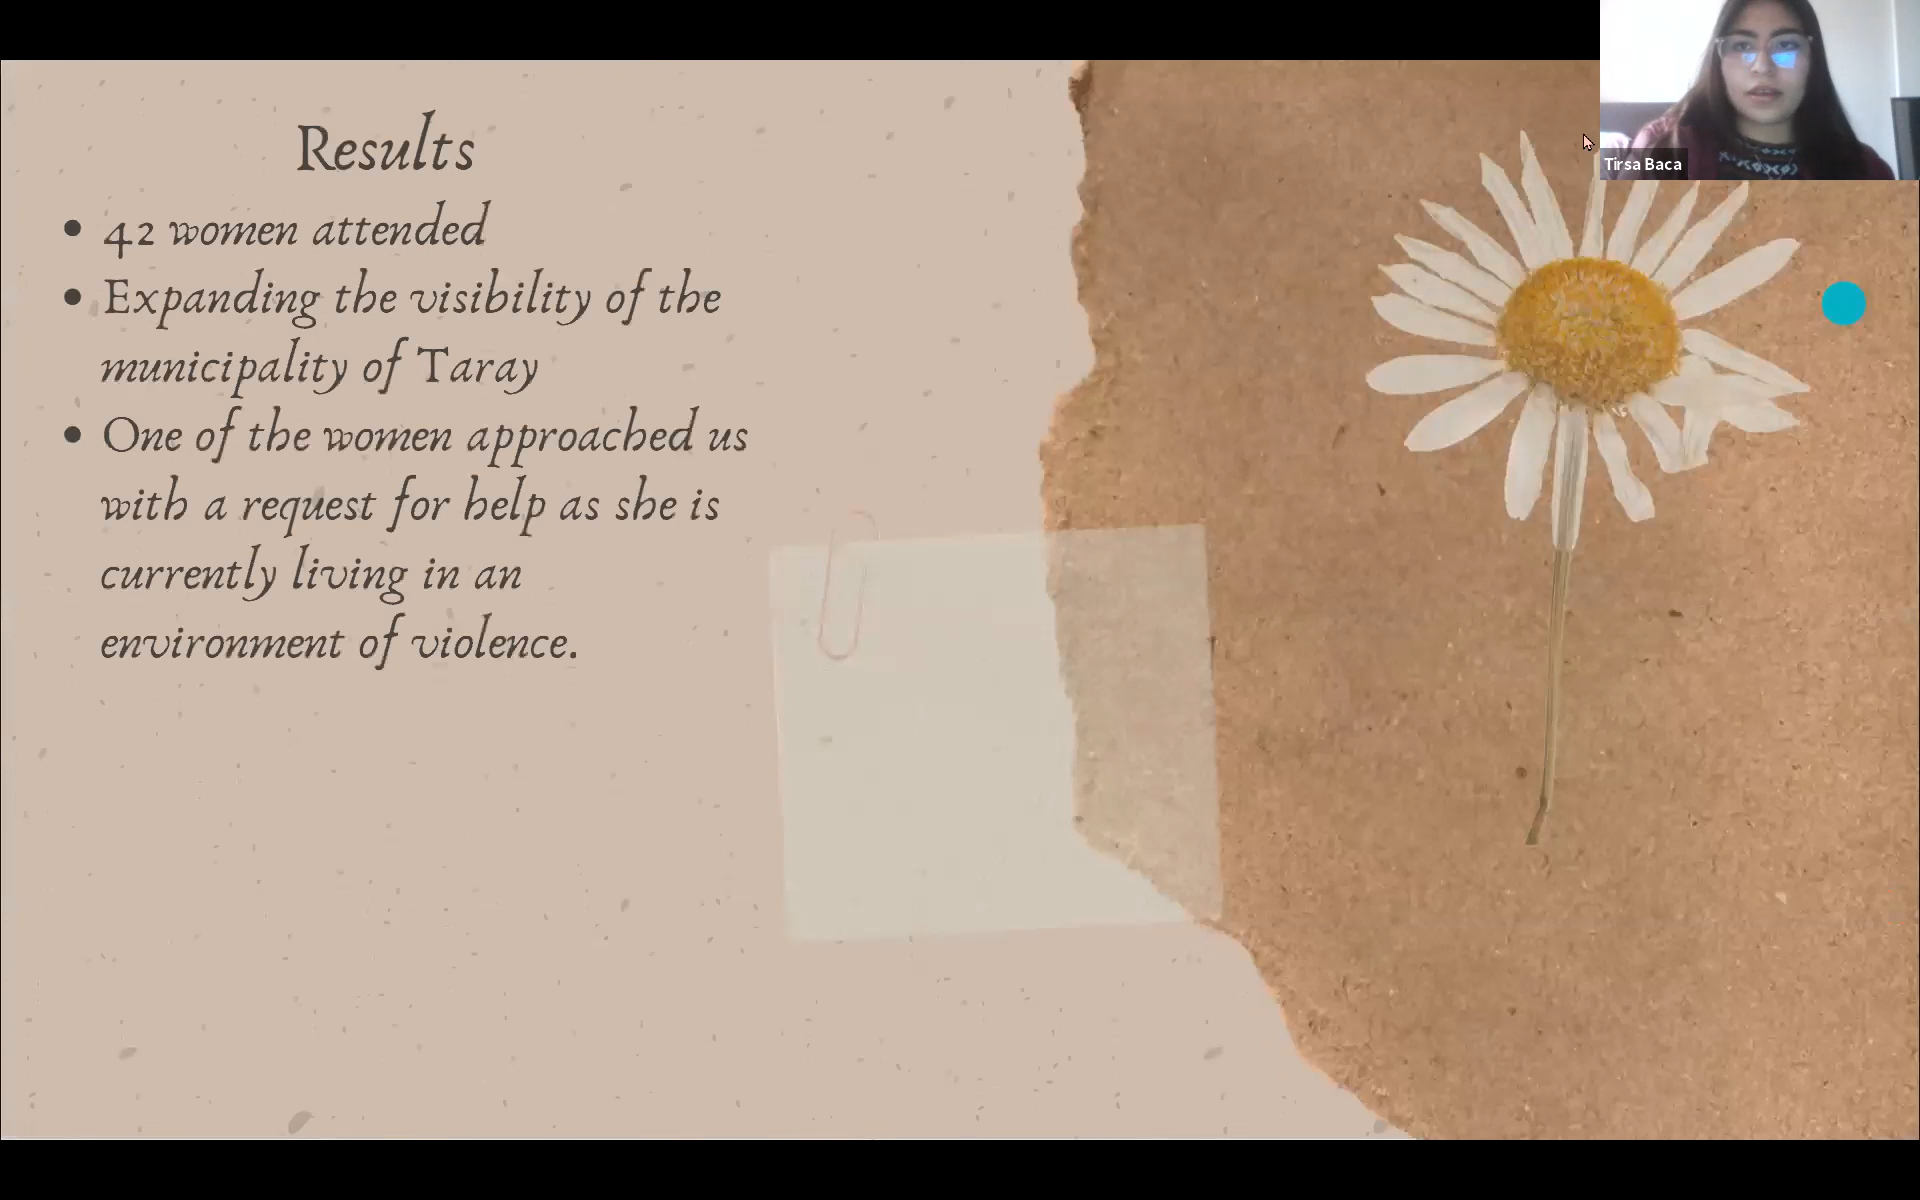 Results
• 42 women attended
• Expanding the visibility of the
municipality of Taray
• One of the women approached us
with a request for help as she is
currently living in an
environment of violence.
Tirsa Baca